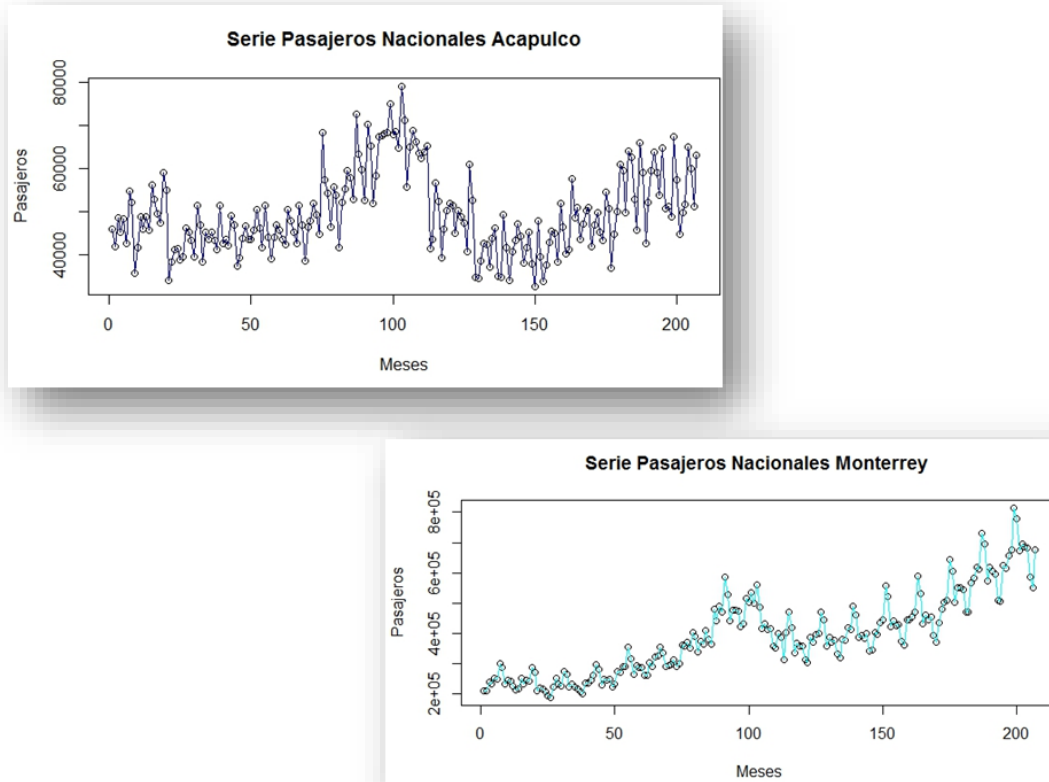 Serie Pasajeros Nacionales Acapulco
80000
60000
40000
Pasajeros
0 50 100 150 200
Meses
Serie Pasajeros Nacionales Monterrey
8e+05
6e+05
4e+05
2e+05
Pasajeros
0 50 100 150 200
Meses